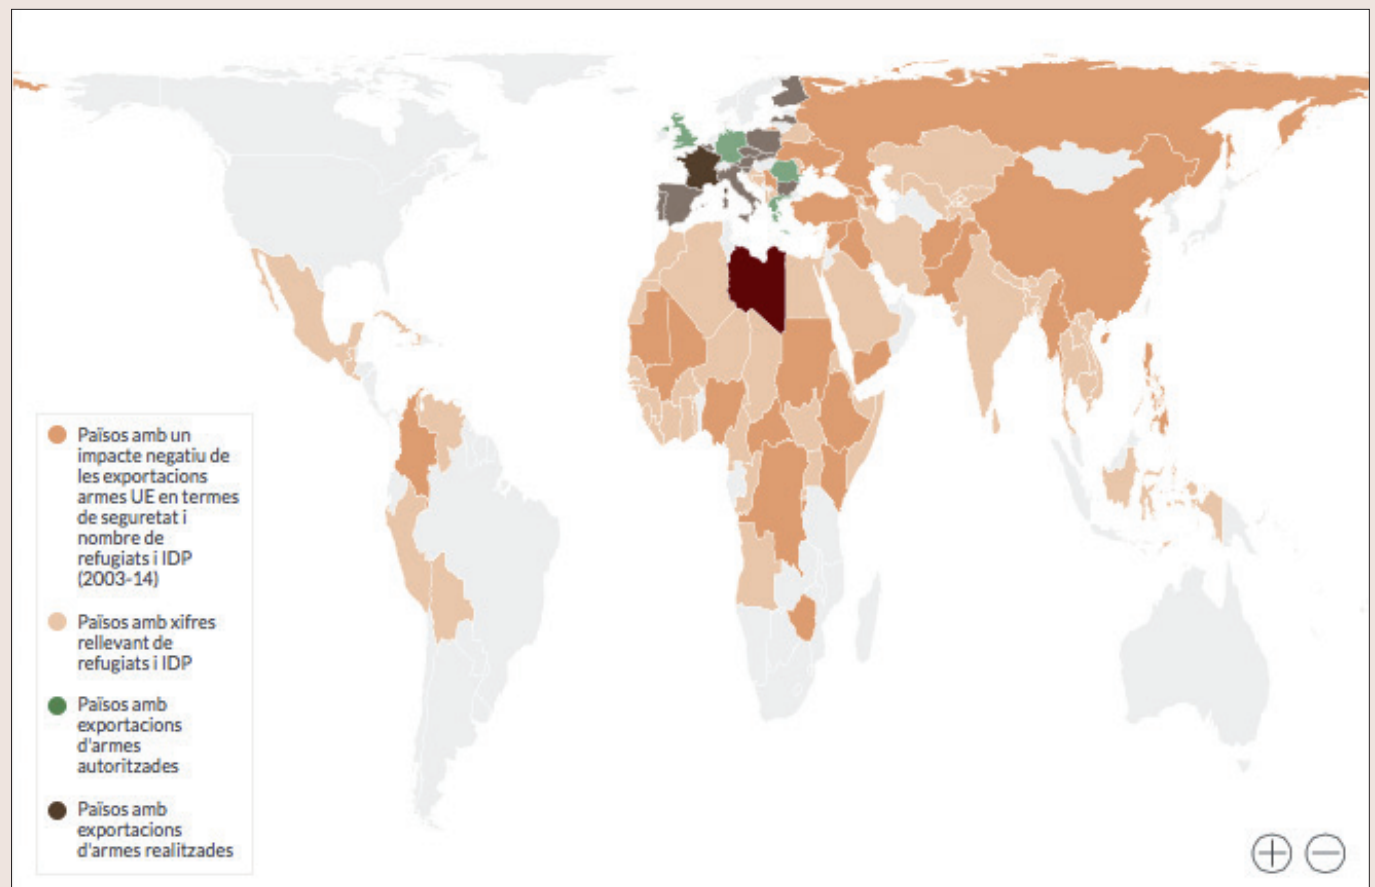 Països amb un
impacte negatiu de
les exportacions
armes UE en termes
de seguretat i
nombre de
refugiats i IDP
(2003-14)
Països amb xifres
rellevant de
refugiats i IDP
Països amb
exportacions
d'armes
autoritzades
Països amb
exportacions
d'armes realitzades